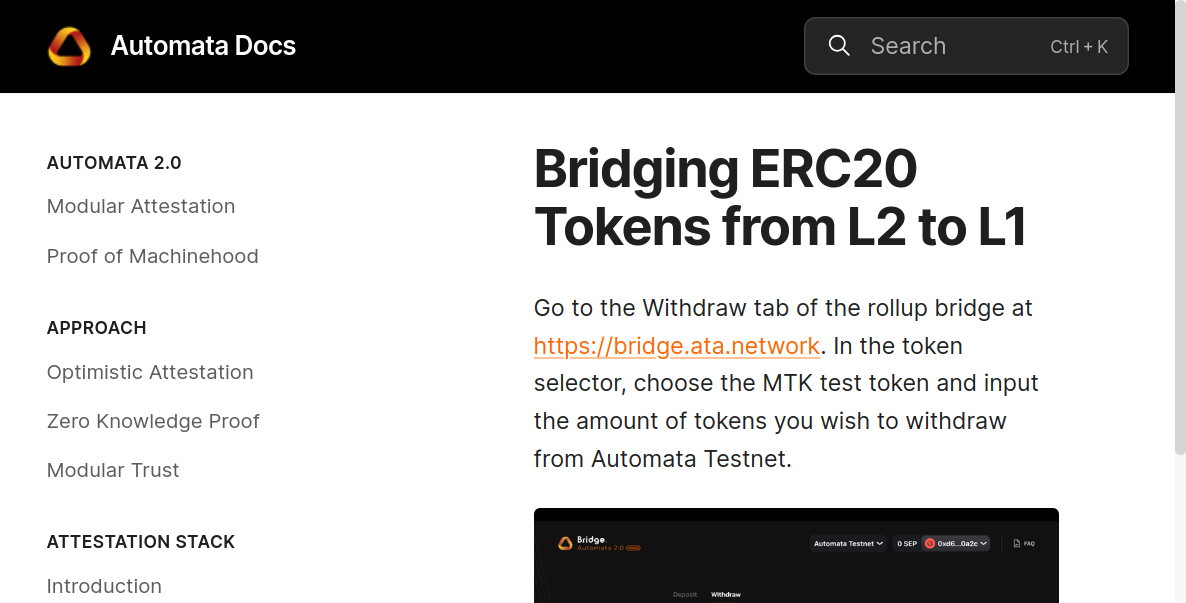 Automata Docs
Search
Ctrl + K
AUTOMATA 2.0
Modular Attestation
Proof of Machinehood
APPROACH
Optimistic Attestation
Zero Knowledge Proof
Modular Trust
ATTESTATION STACK
Introduction
Bridging ERC20
Tokens from L2 to L1
Go to the Withdraw tab of the rollup bridge at
https://bridge.ata.network. In the token
selector, choose the MTK test token and input
the amount of tokens you wish to withdraw
from Automata Testnet.
Bridge
Automata 2.0
Automata Testnet
0 SEP
0xd6...0a2c
FAQ
Deposit
Withdraw